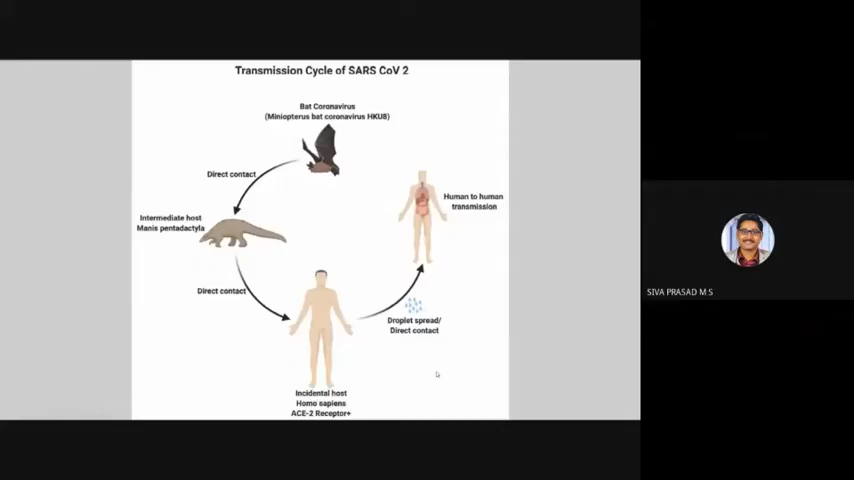 Transmission Cycle of SARS CoV 2
Bat Coronavirus
(Miniopterus bat coronavirus HKU8)
Direct contact
Human to human
transmission
Intermediate host
Manis pentadactyla
Direct contact
Droplet spread/
Direct contact
Incidental host
Homo sapiens
ACE-2 Receptor+
SIVA PRASAD M S